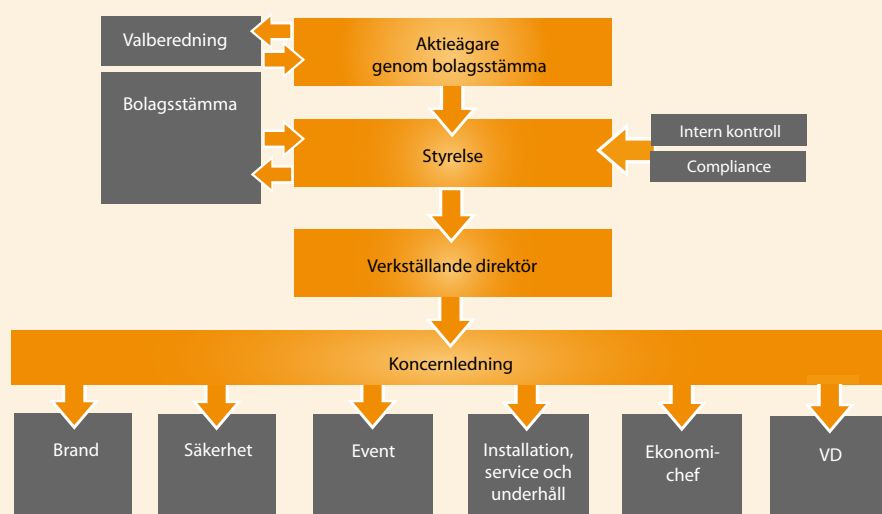 Valberedning
Aktieägare
genom bolagsstämma
Bolagsstämma
Styrelse
Intern kontroll
Compliance
Verkställande direktör
Koncernledning
Brand
Säkerhet
Event
Installation,
service och
underhåll
Ekonomi-
chef
VD